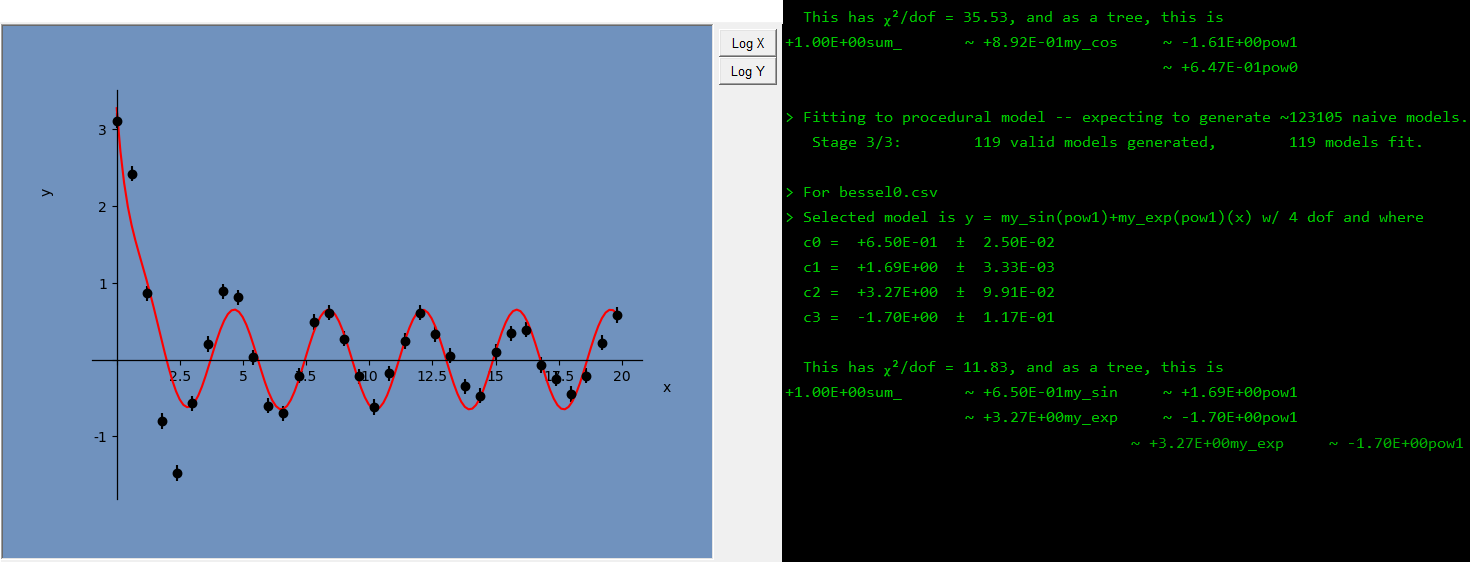 Log X
Log Y
y
3
2
1
-1
2.5
5
7.5
10
12.5
15
17.5
20
x
This has χ²/dof = 35.53, and as a tree, this is
+1.00E+00sum_ ~ +8.92E-01my_cos ~ -1.61E+00pow1
~ +6.47E-01pow0
> Fitting to procedural model -- expecting to generate ~123105 naive models.
Stage 3/3: 119 valid models generated, 119 models fit.
> For bessel0.csv
> Selected model is y = my_sin(pow1)+my_exp(pow1)(x) w/ 4 dof and where
c0 = +6.50E-01 ± 2.50E-02
c1 = +1.69E+00 ± 3.33E-03
c2 = +3.27E+00 ± 9.91E-02
c3 = -1.70E+00 ± 1.17E-01
This has χ²/dof = 11.83, and as a tree, this is
+1.00E+00sum_ ~ +6.50E-01my_sin ~ +1.69E+00pow1
~ +3.27E+00my_exp ~ -1.70E+00pow1
~ +3.27E+00my_exp ~ -1.70E+00pow1